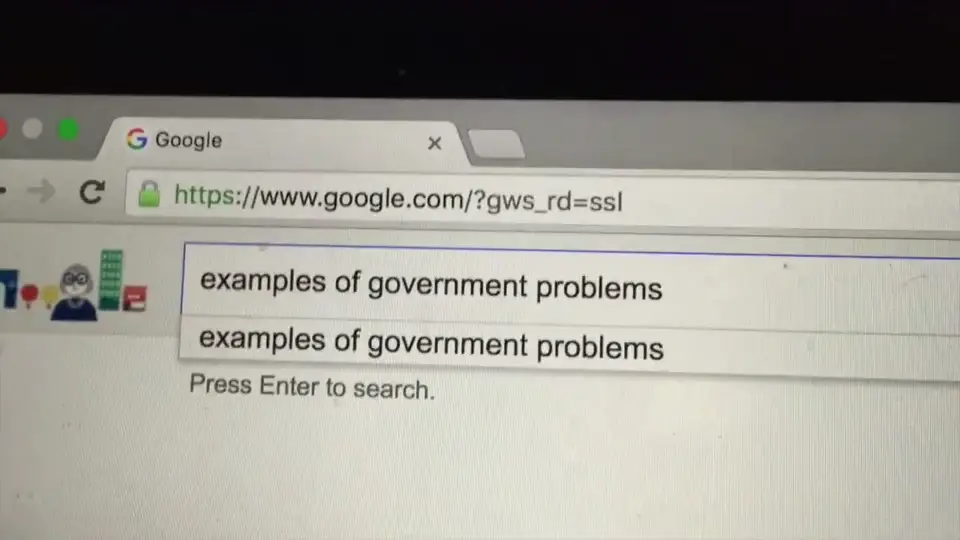 Google
https://www.google.com/?gws_rd=ssl
examples of government problems
examples of government problems
Press Enter to search.